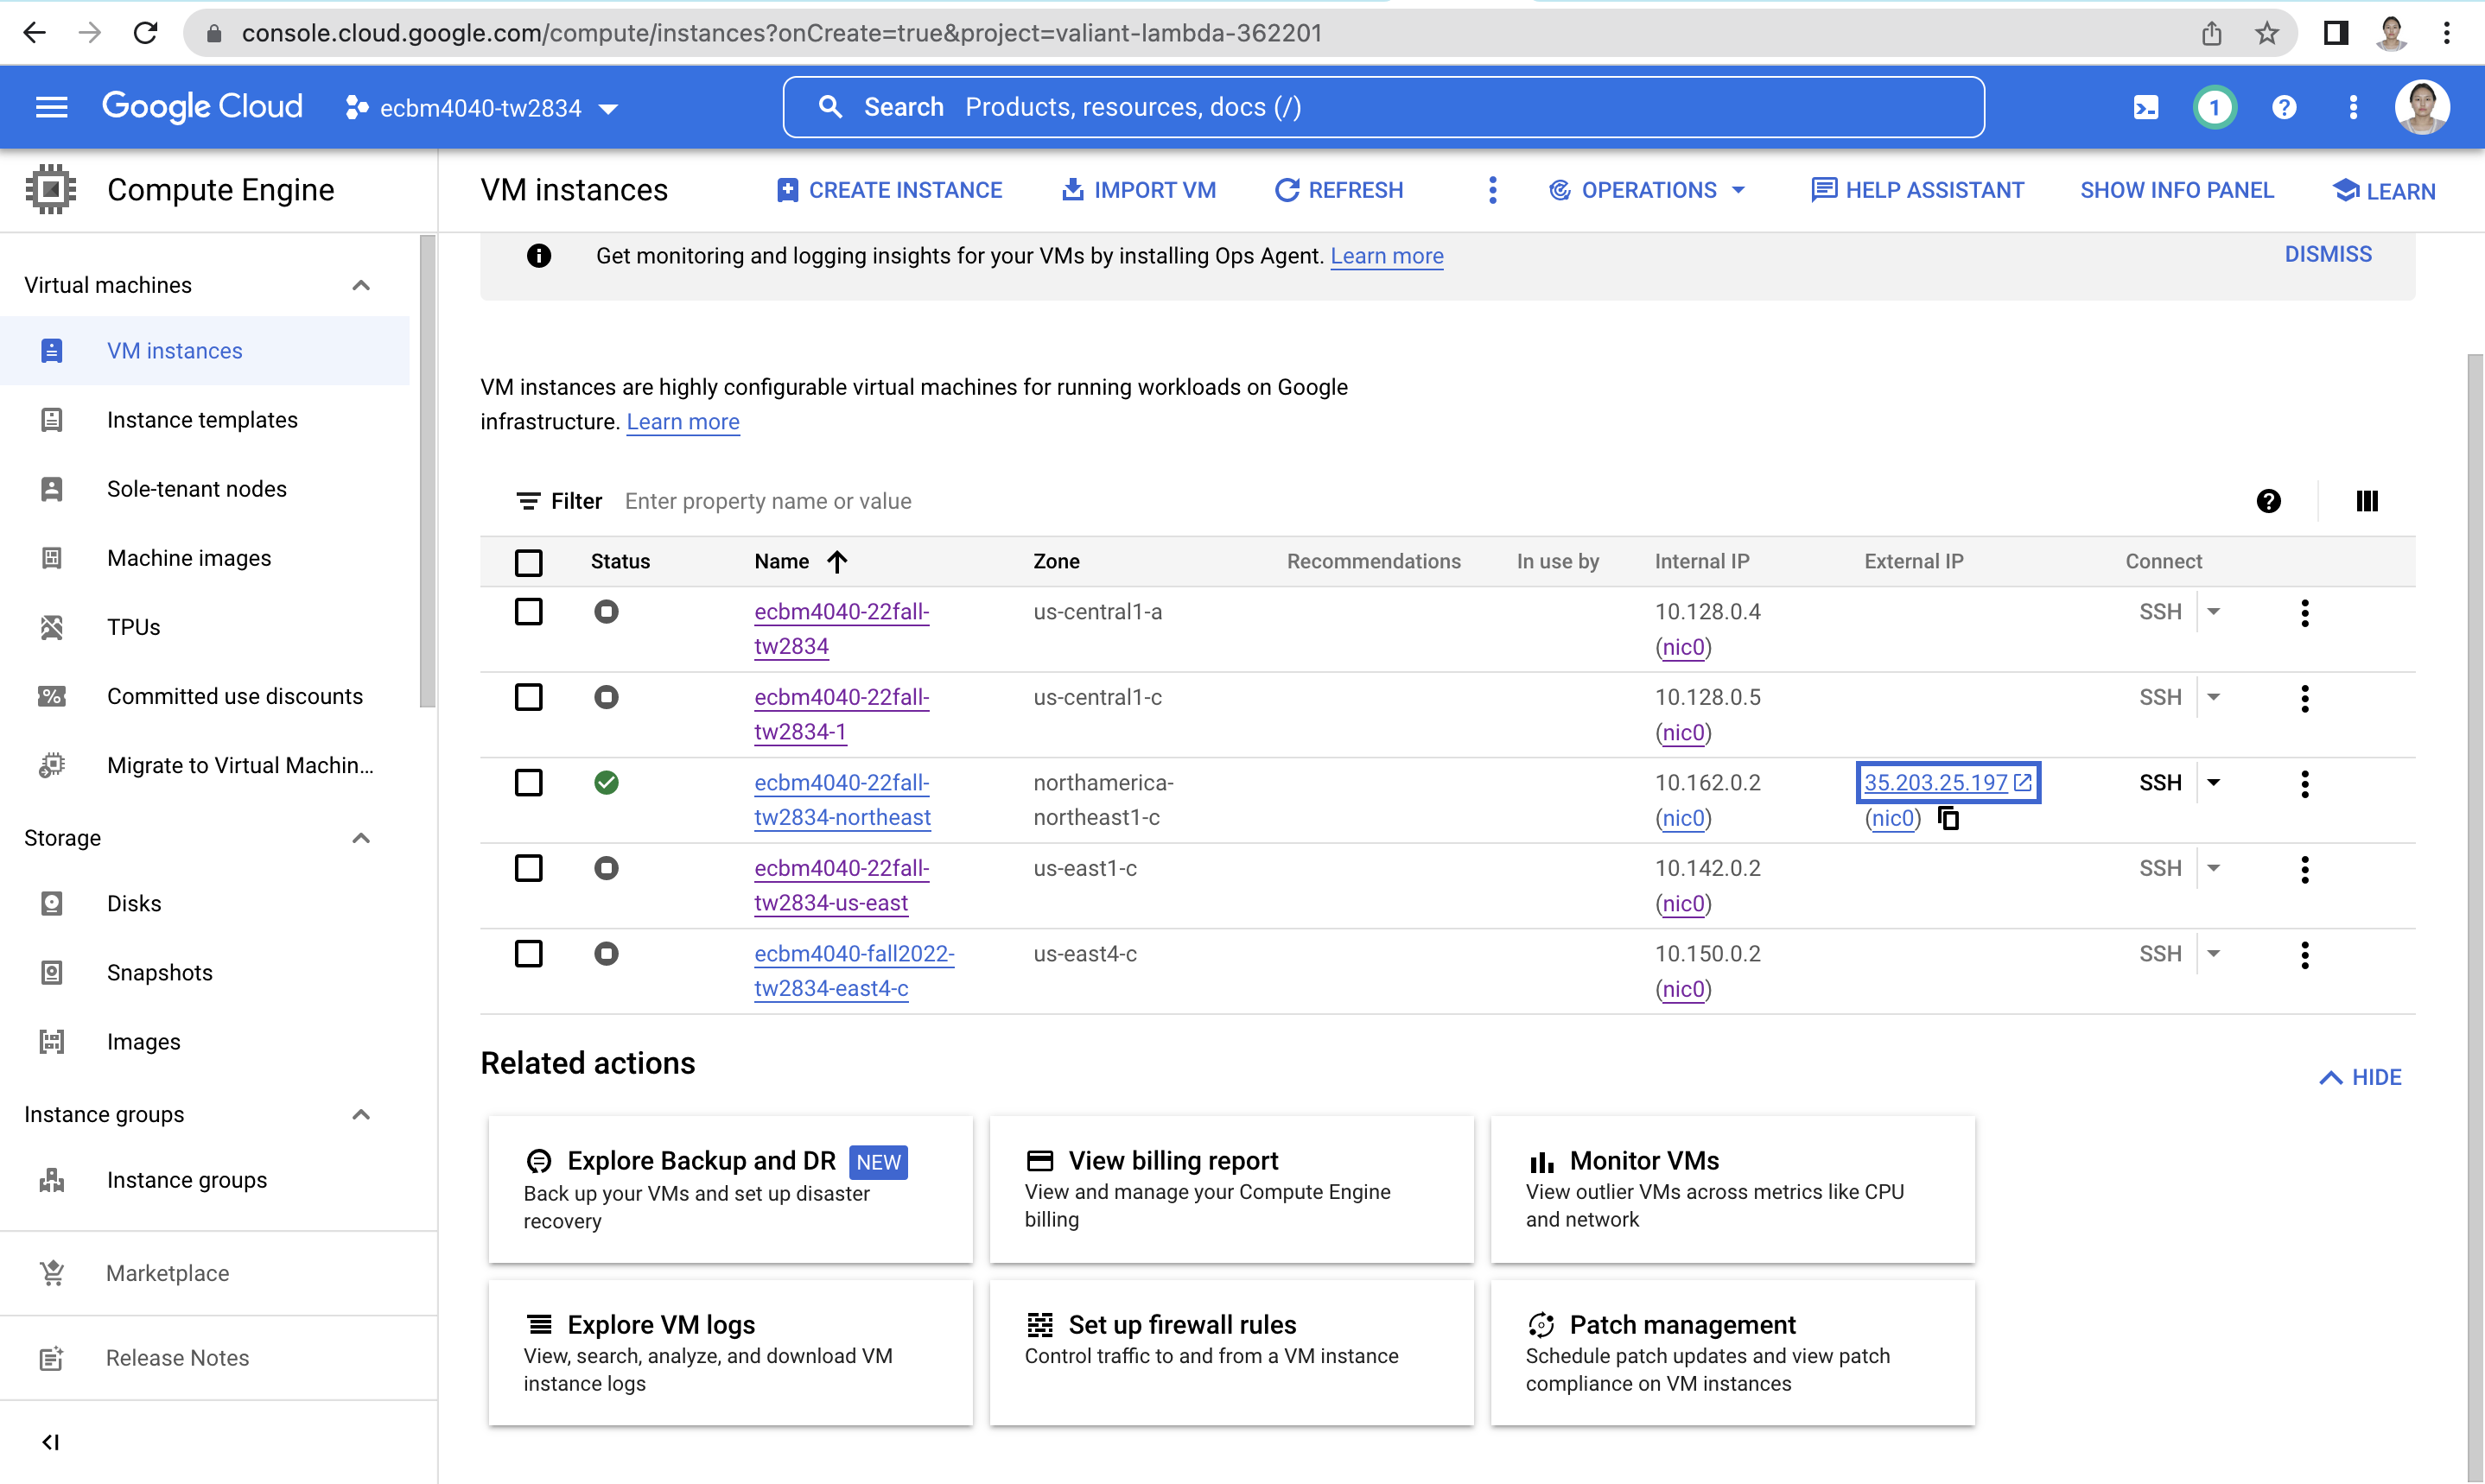 console.cloud.google.com/compute/instances?onCreate=true&project=valiant-lambda-362201
Google Cloud
ecbm4040-tw2834
Search Products, resources, docs (/)
1
Compute Engine
VM instances
CREATE INSTANCE
IMPORT VM
REFRESH
OPERATIONS
HELP ASSISTANT
SHOW INFO PANEL
LEARN
Virtual machines
VM instances
Instance templates
Sole-tenant nodes
Machine images
TPUs
Committed use discounts
Migrate to Virtual Machin...
Storage
Disks
Snapshots
Images
Instance groups
Instance groups
Marketplace
Release Notes
Get monitoring and logging insights for your VMs by installing Ops Agent. Learn more
DISMISS
VM instances are highly configurable virtual machines for running workloads on Google
infrastructure. Learn more
Filter Enter property name or value
Status Name Zone Recommendations In use by Internal IP External IP Connect
ecbm4040-22fall- us-central1-a 10.128.0.4 SSH
tw2834 (nic0)
ecbm4040-22fall- us-central1-c 10.128.0.5 SSH
tw2834-1 (nic0)
ecbm4040-22fall- northamerica- 10.162.0.2 35.203.25.197 SSH
tw2834-northeast northeast1-c (nic0) (nic0)
ecbm4040-22fall- us-east1-c 10.142.0.2 SSH
tw2834-us-east (nic0)
ecbm4040-fall2022- us-east4-c 10.150.0.2 SSH
tw2834-east4-c (nic0)
Related actions
HIDE
Explore Backup and DR NEW
Back up your VMs and set up disaster
recovery
View billing report
View and manage your Compute Engine
billing
Monitor VMs
View outlier VMs across metrics like CPU
and network
Explore VM logs
View, search, analyze, and download VM
instance logs
Set up firewall rules
Control traffic to and from a VM instance
Patch management
Schedule patch updates and view patch
compliance on VM instances